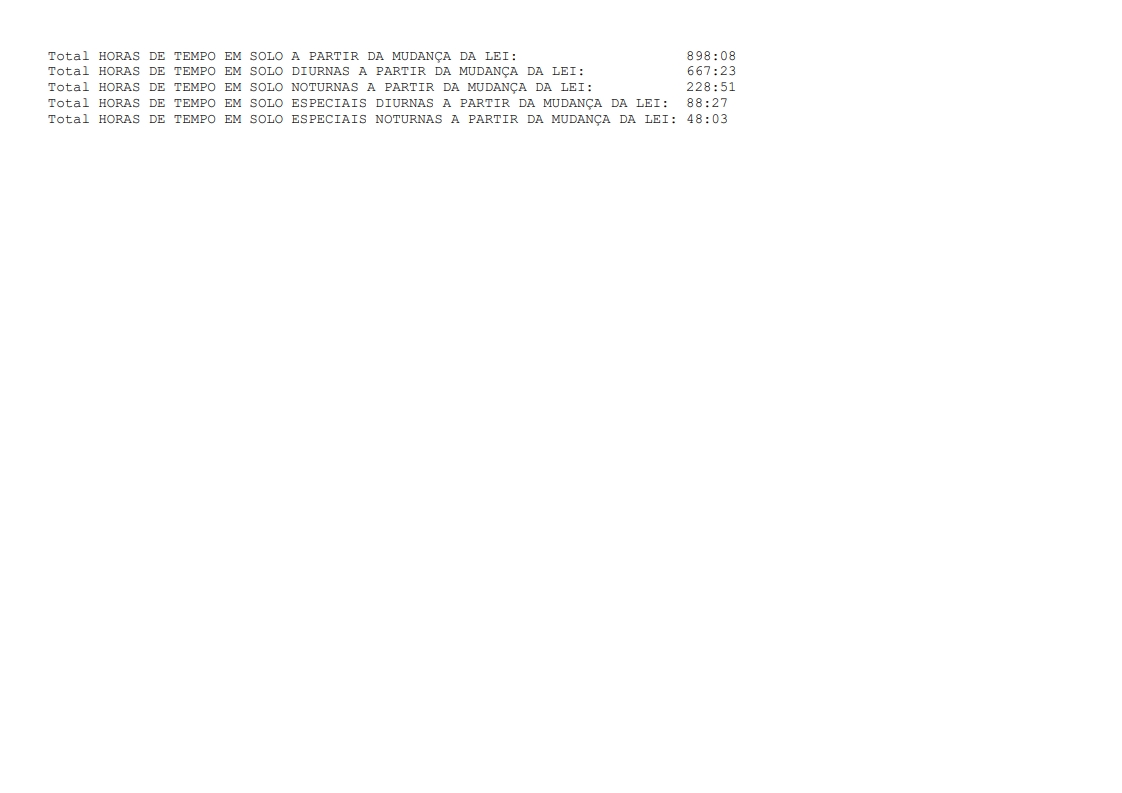 Total HORAS DE TEMPO EM SOLO A PARTIR DA MUDANÇA DA LEI: 898:08
Total HORAS DE TEMPO EM SOLO DIURNAS A PARTIR DA MUDANÇA DA LEI: 667:23
Total HORAS DE TEMPO EM SOLO NOTURNAS A PARTIR DA MUDANÇA DA LEI: 228:51
Total HORAS DE TEMPO EM SOLO ESPECIAIS DIURNAS A PARTIR DA MUDANÇA DA LEI: 88:27
Total HORAS DE TEMPO EM SOLO ESPECIAIS NOTURNAS A PARTIR DA MUDANÇA DA LEI: 48:03